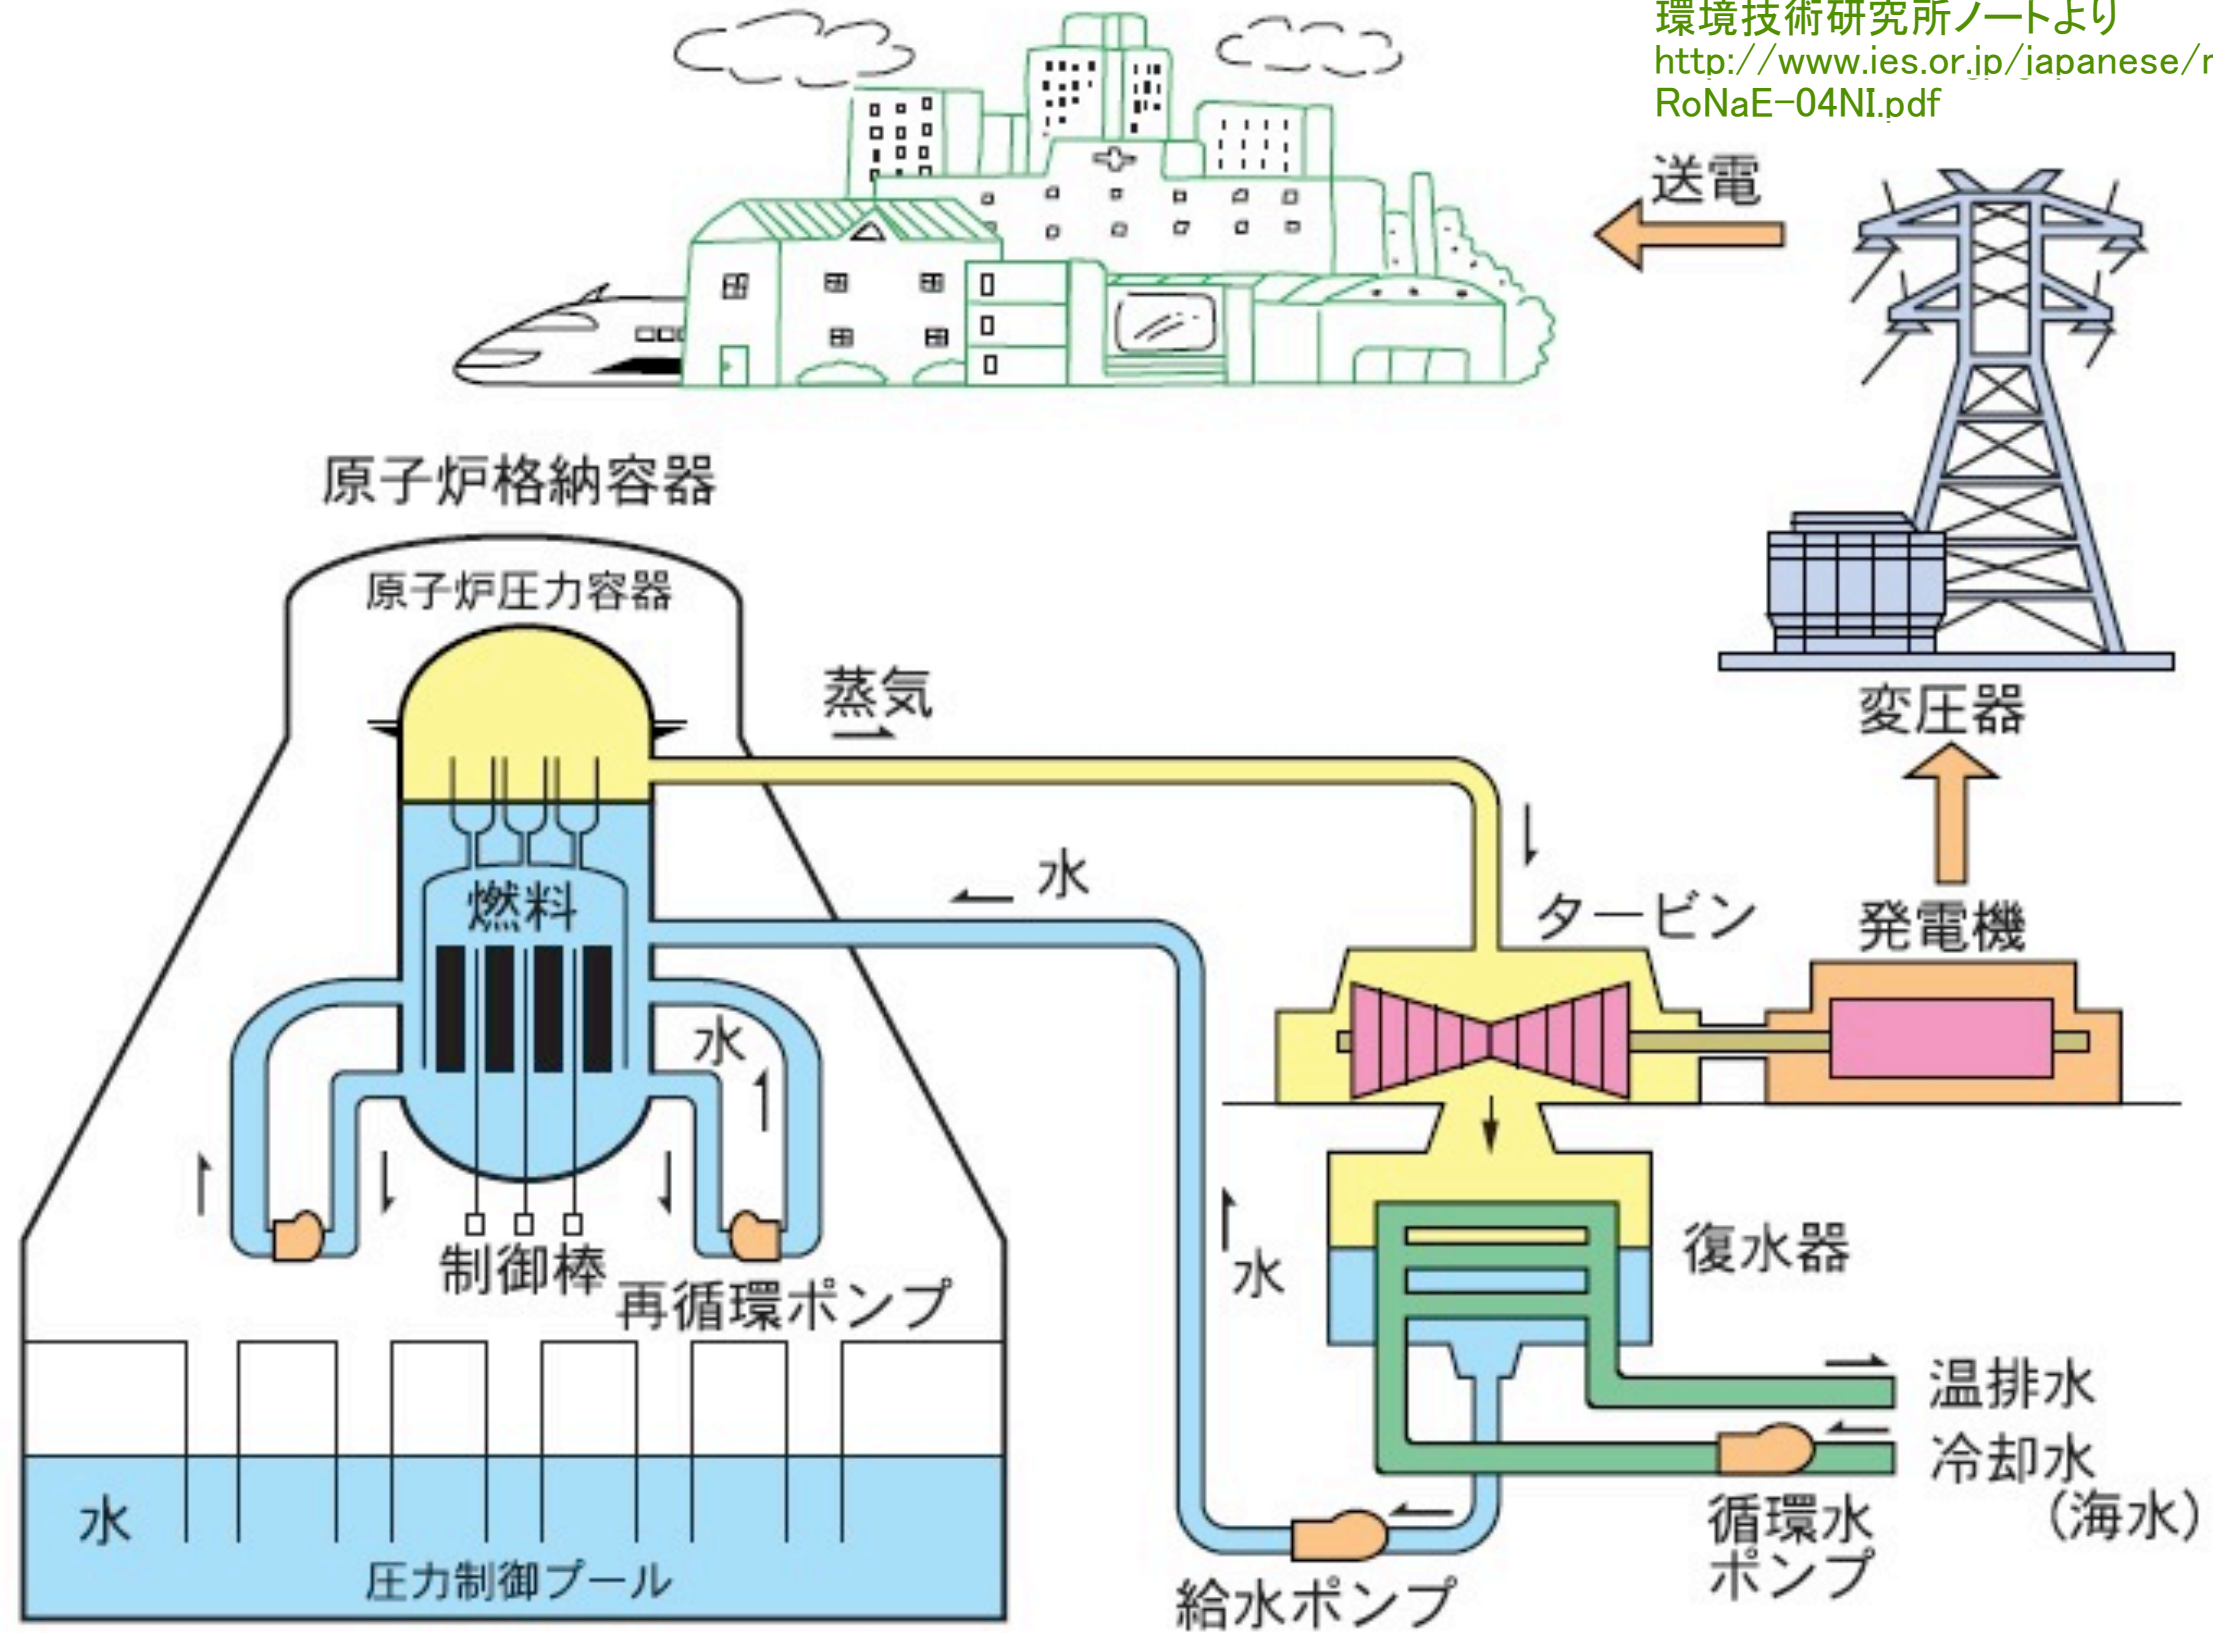 環境技術研究所ノートより
http://www.ies.or.jp/japanese/
RoNaE-04NI.pdf
送電
原子炉格納容器
原子炉圧力容器
蒸気
変圧器
水
燃料
タービン
発電機
水
制御棒
再循環ポンプ
復水器
水
温排水
冷却水
（海水）
水
圧力制御プール
循環水
ポンプ
給水ポンプ